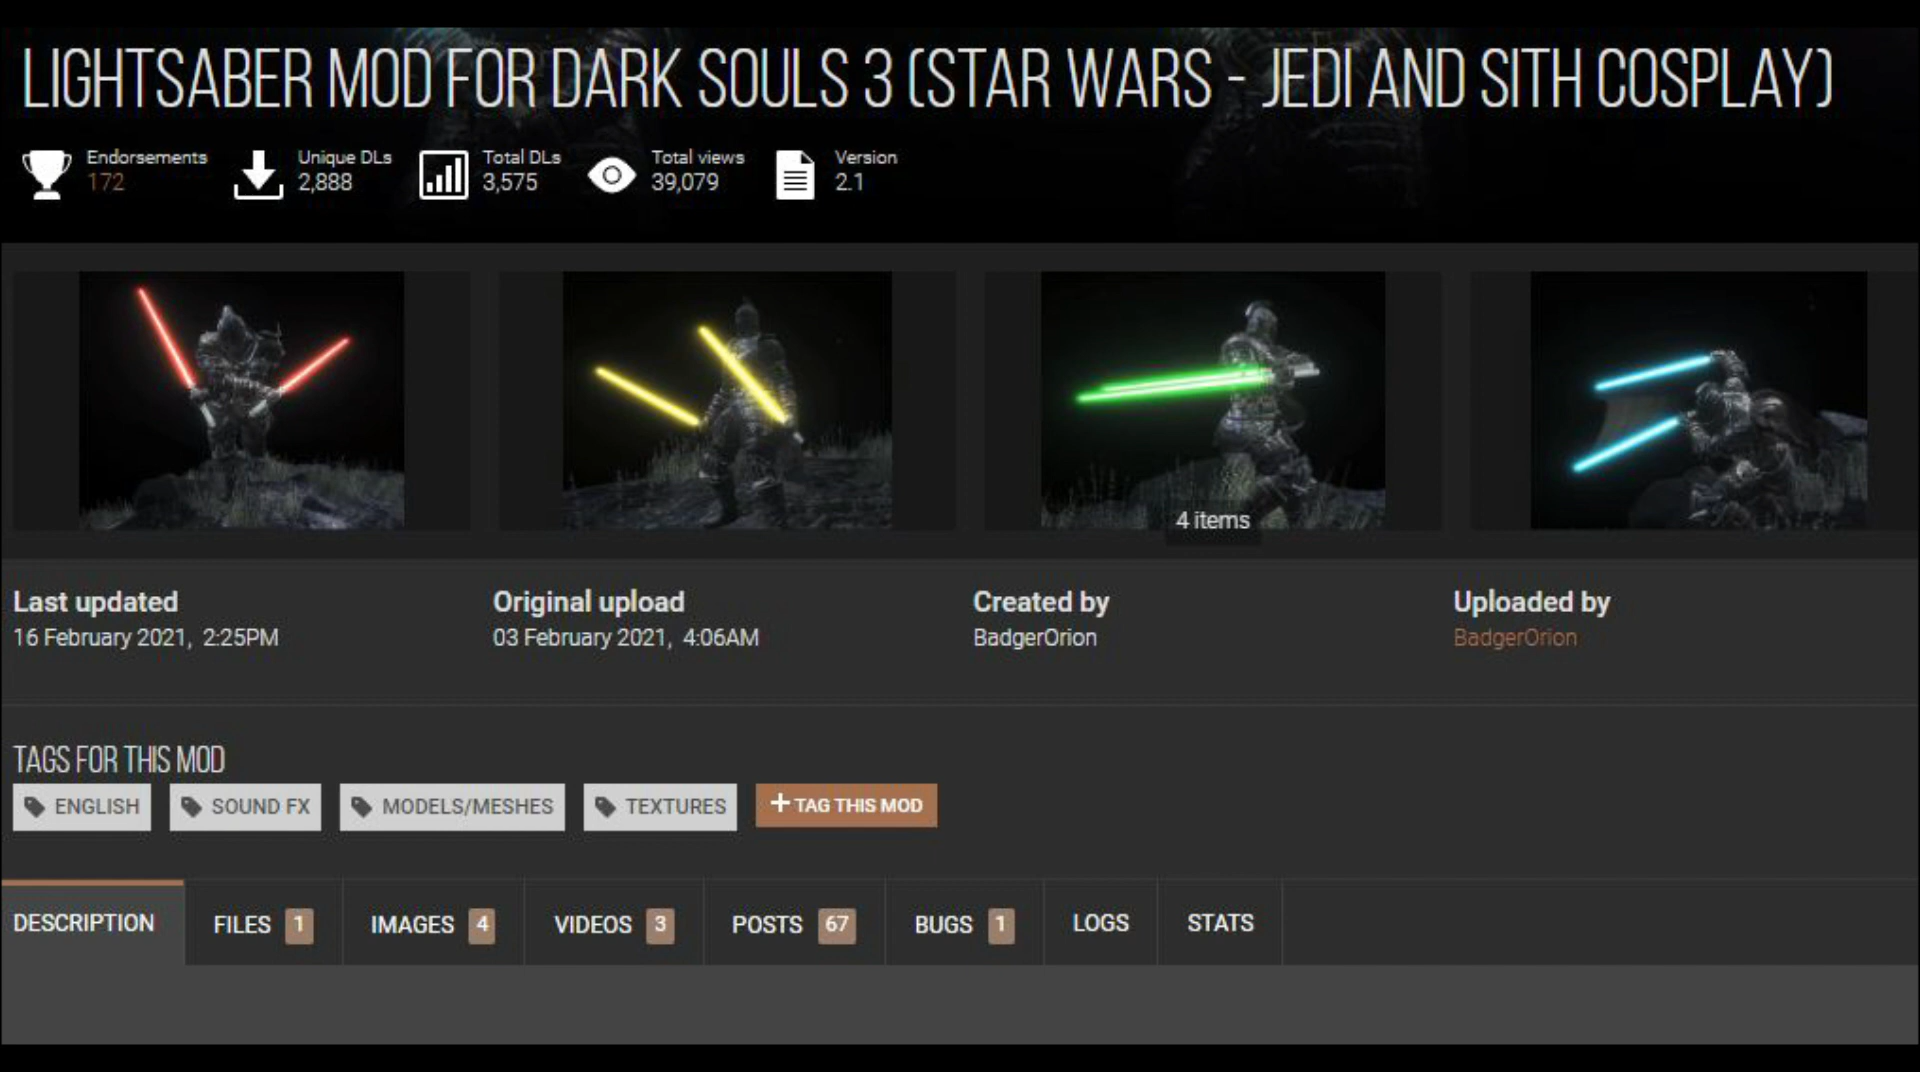 LIGHTSABER MOD FOR DARK SOULS 3 (STAR WARS - JEDI AND SITH COSPLAY)
Endorsements
172
Unique DLs
2,888
Total DLs
3,575
Total views
39,079
Version
2.1
4 items
Last updated
16 February 2021, 2:25PM
Original upload
03 February 2021, 4:06AM
Created by
BadgerOrion
Uploaded by
BadgerOrion
TAGS FOR THIS MOD
ENGLISH
SOUND FX
MODELS/MESHES
TEXTURES
+ TAG THIS MOD
DESCRIPTION
FILES 1
IMAGES 4
VIDEOS 3
POSTS 67
BUGS 1
LOGS
STATS